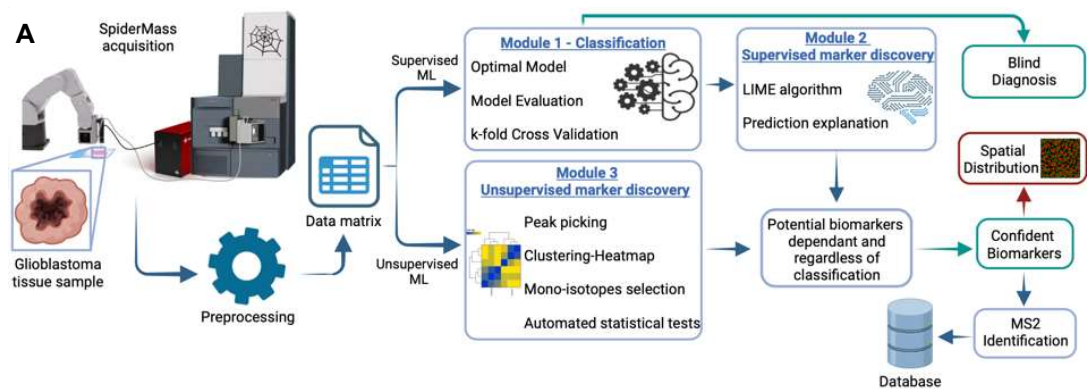 A
SpiderMass
acquisition
Glioblastoma
tissue sample
Preprocessing
Data matrix
Supervised
ML
Unsupervised
ML
Module 1 - Classification
Optimal Model
Model Evaluation
k-fold Cross Validation
Module 2
Supervised marker discovery
LIME algorithm
Prediction explanation
Blind
Diagnosis
Module 3
Unsupervised marker discovery
Peak picking
Clustering-Heatmap
Mono-isotopes selection
Automated statistical tests
Potential biomarkers
dependant and
regardless of
classification
Spatial
Distribution
Confident
Biomarkers
MS2
Identification
Database